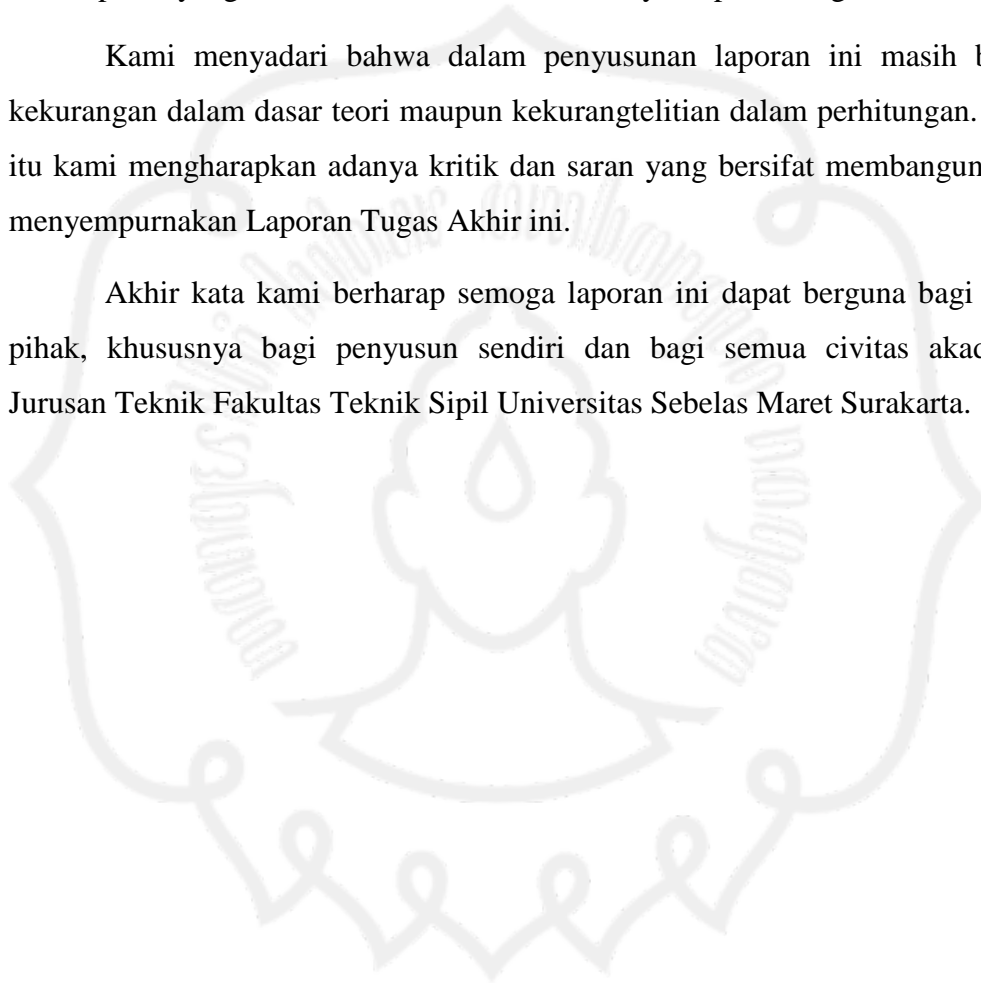 Kami menyadari bahwa dalam penyusunan laporan ini masih
kekurangan dalam dasar teori maupun kekurangtelitian dalam perhitungan.
itu kami mengharapkan adanya kritik dan saran yang bersifat membangun
menyempurnakan Laporan Tugas Akhir ini.
Akhir kata kami berharap semoga laporan ini dapat berguna bagi
pihak, khususnya bagi penyusun sendiri dan bagi semua civitas
Jurusan Teknik Fakultas Teknik Sipil Universitas Sebelas Maret Surakarta.